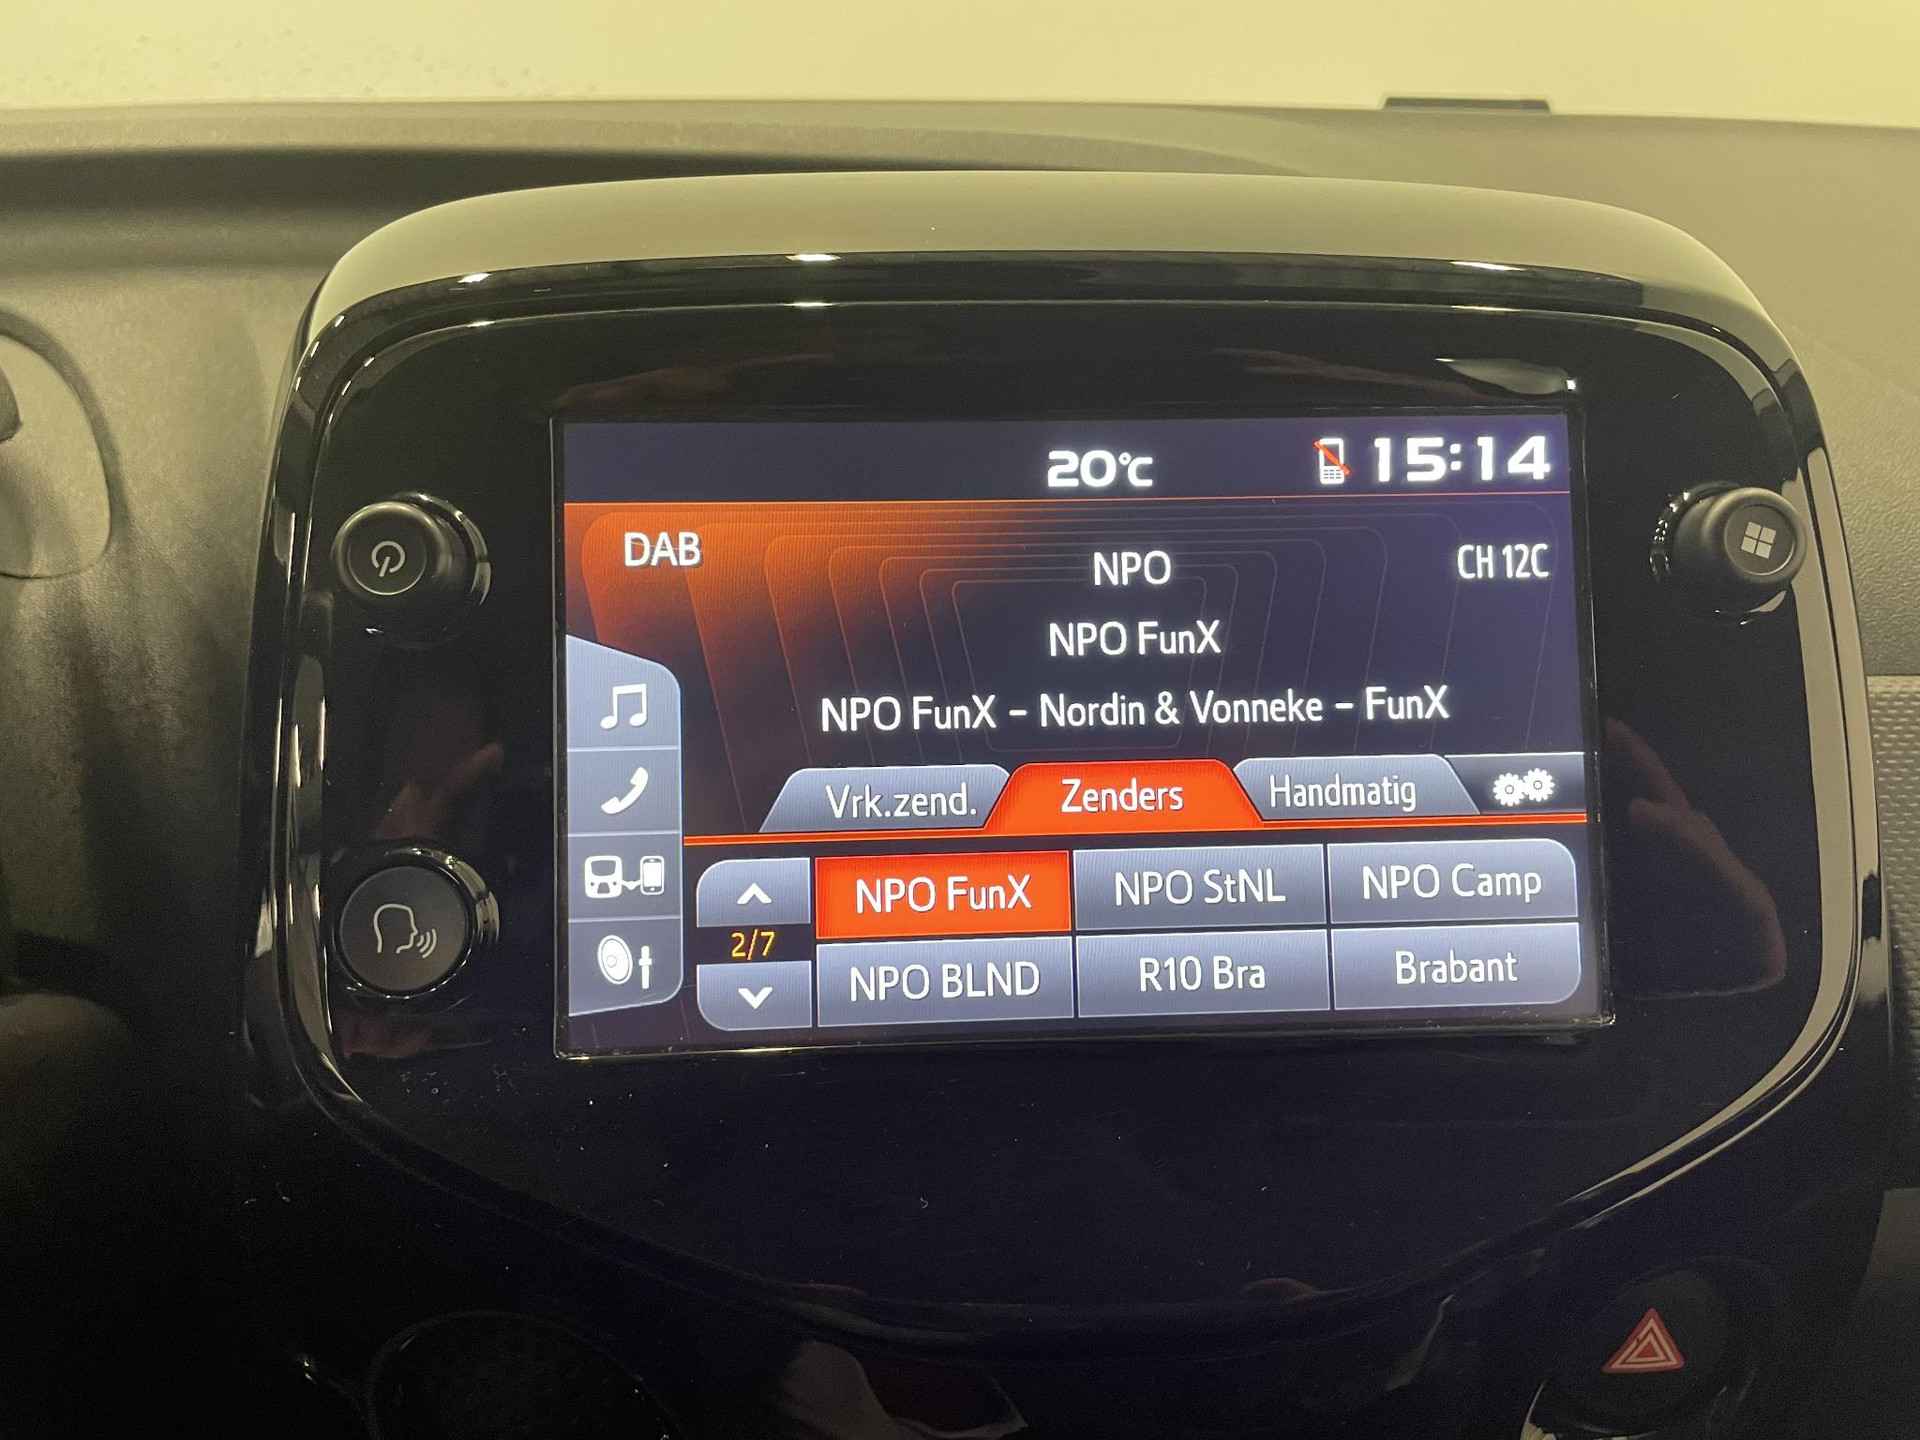 20°C 15:14
DAB NPO CH 12C
NPO FunX
NPO FunX - Nordin & Vonneke - FunX
Vrk.zend. Zenders Handmatig
NPO FunX NPO StNL NPO Camp
2/7
NPO BLND R10 Bra Brabant